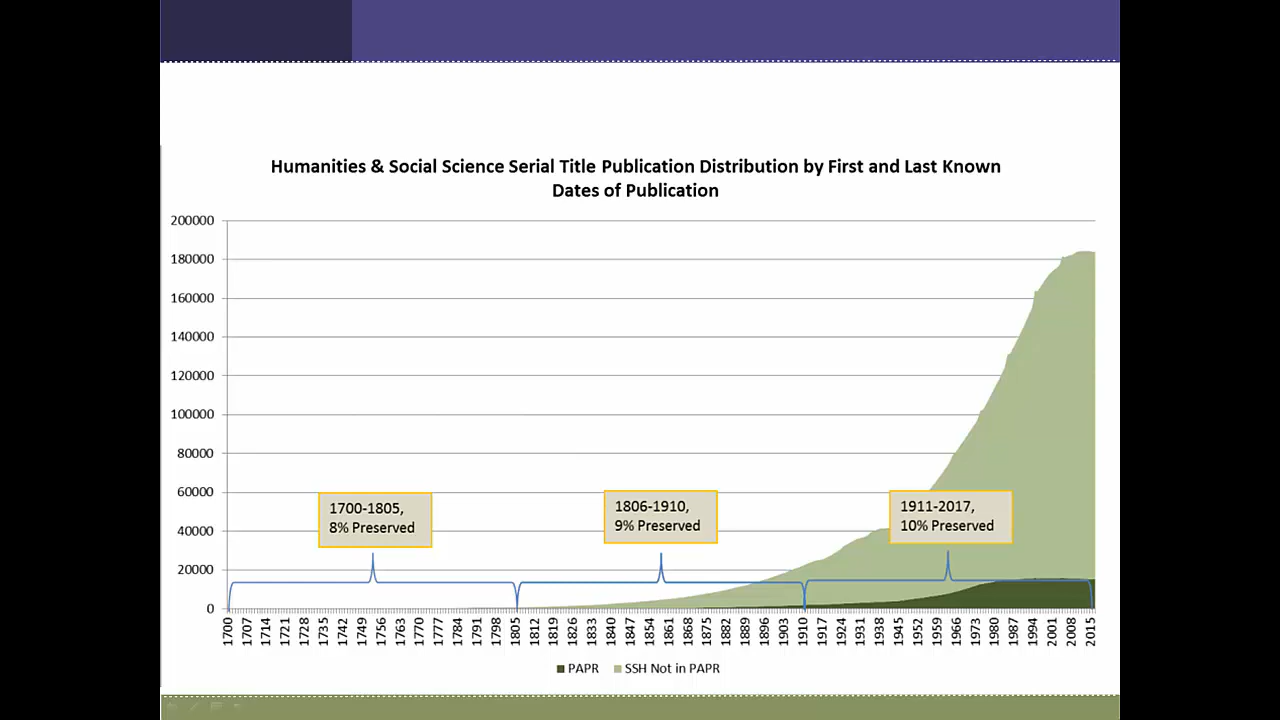 Humanities & Social Science Serial Title Publication Distribution by First and Last Known
Dates of Publication
200000
180000
160000
140000
120000
100000
80000
60000
40000
20000
0
1700-1805,
8% Preserved
1806-1910,
9% Preserved
1911-2017,
10% Preserved
1700 1707 1714 1721 1728 1735 1742 1749 1756 1763 1770 1777 1784 1791 1798 1805 1812 1819 1826 1833 1840 1847 1854 1861 1868 1875 1882 1889 1896 1903 1910 1917 1924 1931 1938 1945 1952 1959 1966 1973 1980 1987 1994 2001 2008 2015
PAPR SSH Not in PAPR